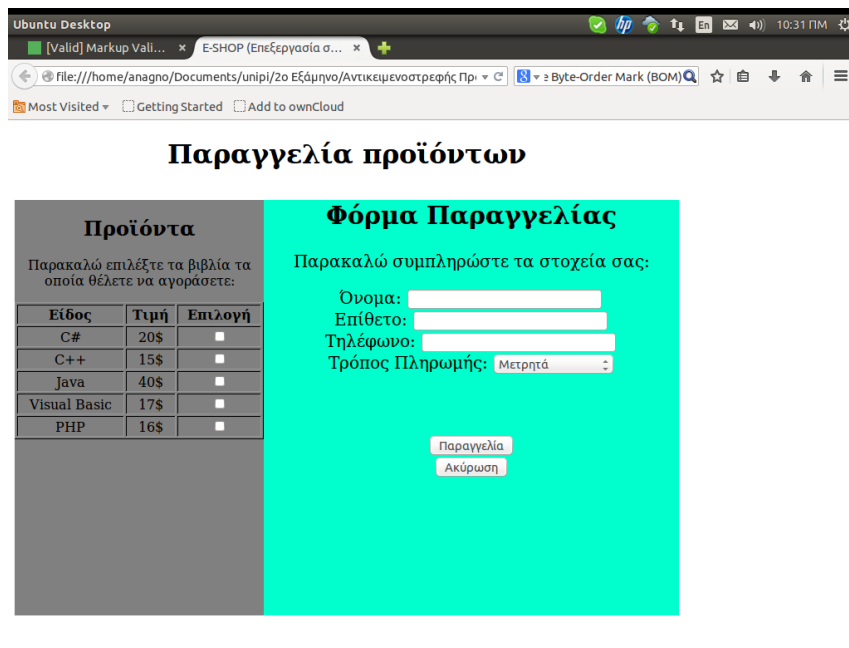 Ubuntu Desktop
En
10:31 ΠΜ
[Valid] Markup Vali... ×
E-SHOP (Επεξεργασία σ... ×
file:///home/anagno/Documents/unipi/2ο Εξάμηνο/Αντικειμενοστρεφής Πρ
Byte-Order Mark (BOM)
Most Visited
Getting Started
Add to ownCloud
Παραγγελία προϊόντων
Προϊόντα
Παρακαλώ επιλέξτε τα βιβλία τα
οποία θέλετε να αγοράσετε:
Είδος Τιμή Επιλογή
C# 20$
C++ 15$
Java 40$
Visual Basic 17$
PHP 16$
Φόρμα Παραγγελίας
Παρακαλώ συμπληρώστε τα στοχεία σας:
Όνομα:
Επίθετο:
Τηλέφωνο:
Τρόπος Πληρωμής: Μετρητά
Παραγγελία
Ακύρωση